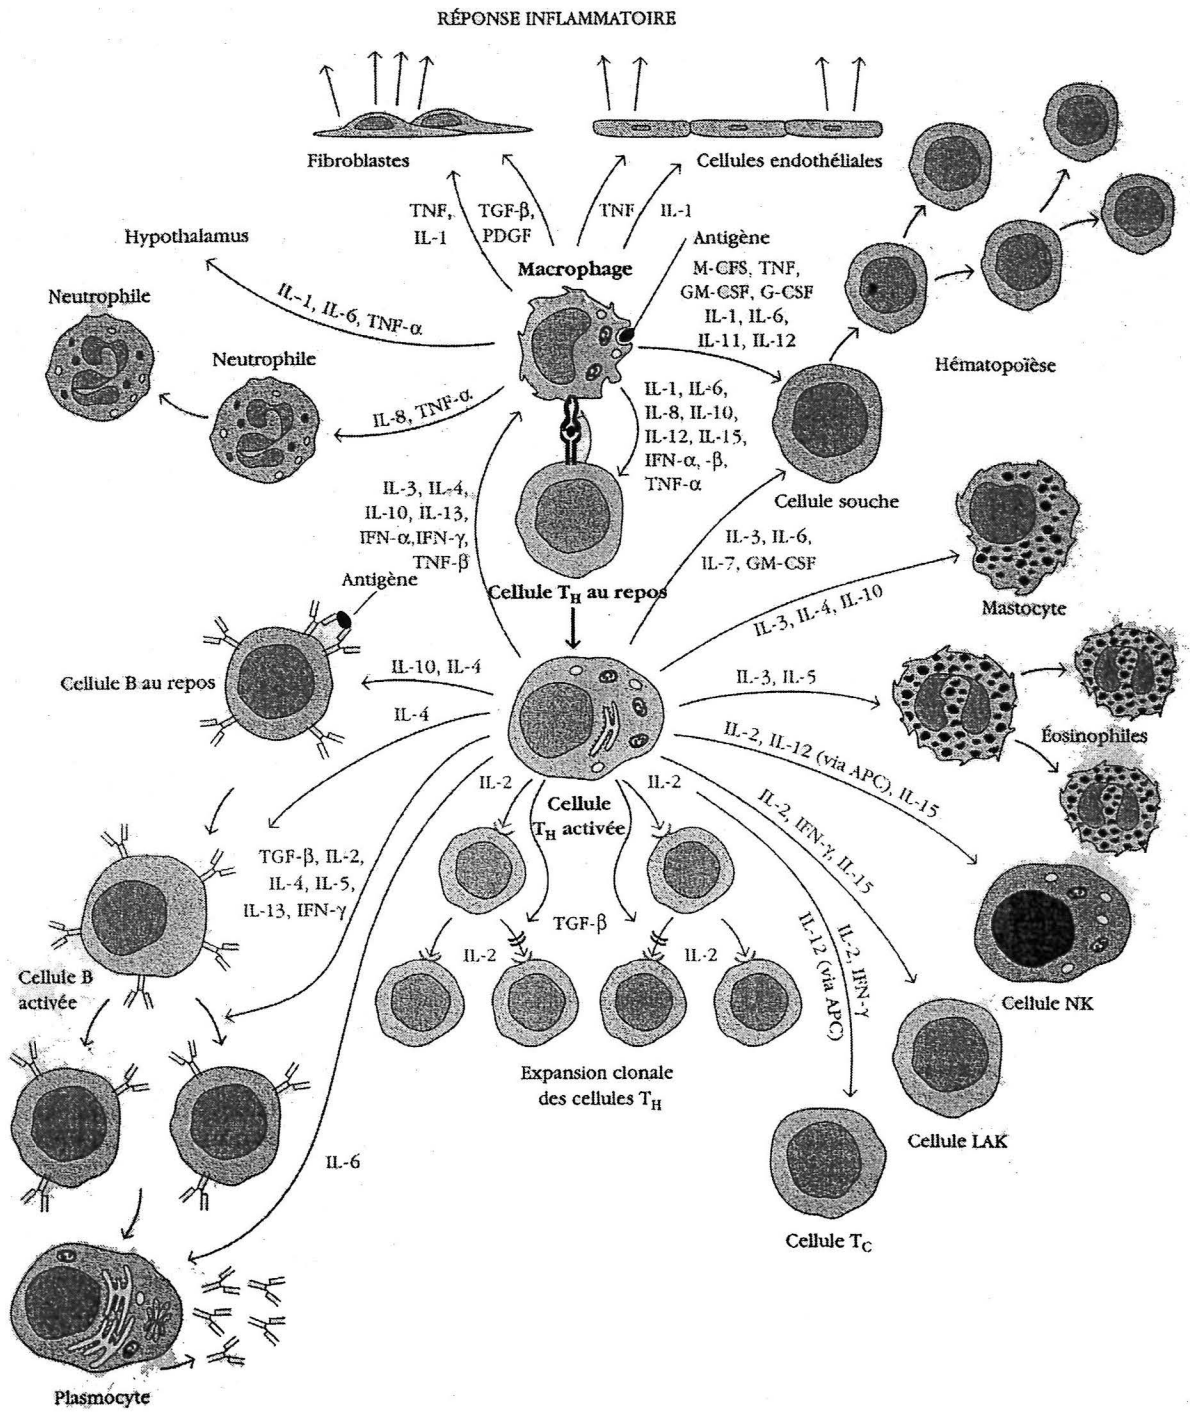 RÉPONSE INFLAMMATOIRE
Fibroblastes
Cellules endothéliales
TNF,
IL-1
TGF-β,
PDGF
TNF
IL-1
Hypothalamus
Antigène
Macrophage
M-CFS, TNF,
GM-CSF, G-CSF
IL-1, IL-6,
IL-11, IL-12
Neutrophile
IL-1, IL-6, TNF-α
Neutrophile
Hématopoïèse
IL-8, TNF-α
IL-1, IL-6,
IL-8, IL-10,
IL-12, IL-15,
IFN-α, -β,
TNF-α
Cellule souche
IL-3, IL-4,
IL-10, IL-13,
IFN-α,IFN-γ,
TNF-β
IL-3, IL-6,
IL-7, GM-CSF
Antigène
Cellule TH au repos
IL-3, IL-4, IL-10
Mastocyte
Cellule B au repos
IL-10, IL-4
IL-3, IL-5
IL-4
Éosinophiles
IL-2, IL-12 (via APC), IL-15
IL-2
Cellule
TH activée
IL-2
IL-2, IFN-γ, IL-15
TGF-β, IL-2,
IL-4, IL-5,
IL-13, IFN-γ
TGF-β
IL-2
IL-2
IL-2, IFN-γ
IL-12 (via APC)
Cellule B
activée
Cellule NK
Expansion clonale
des cellules TH
Cellule LAK
IL-6
Cellule TC
Plasmocyte